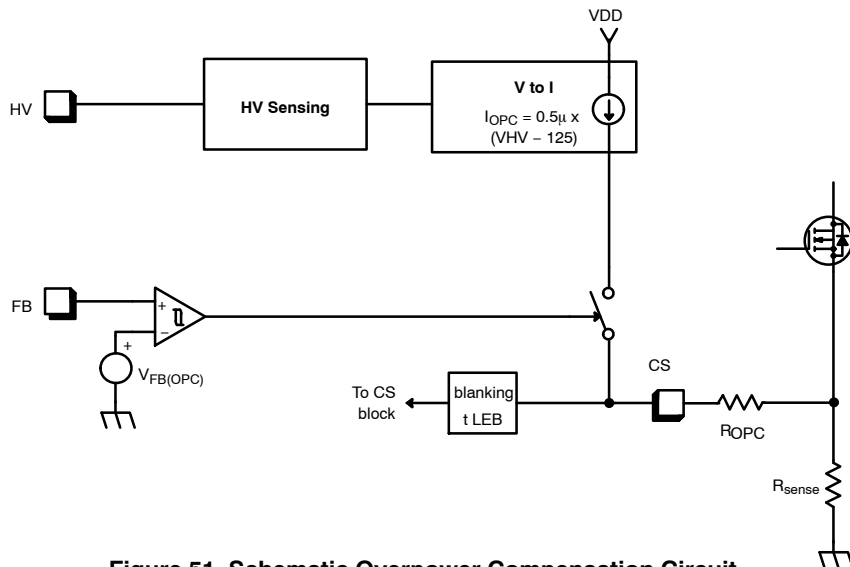 VDD
HV
HV Sensing
V to I
IOPC = 0.5μ x
(VHV − 125)
FB
+
−
+
VFB(OPC)
CS
To CS
block
blanking
t LEB
ROPC
Rsense
Figure 51. Schematic Overpower Compensation Circuit